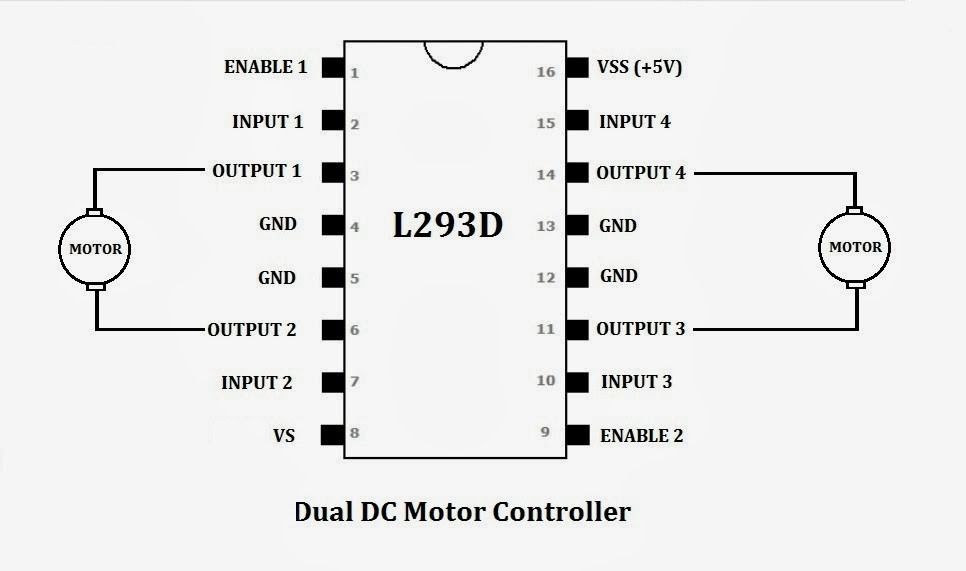 ENABLE 1
1
16
VSS (+5V)
INPUT 1
2
15
INPUT 4
OUTPUT 1
3
14
OUTPUT 4
GND
4
L293D
13
GND
MOTOR
MOTOR
GND
5
12
GND
OUTPUT 2
6
11
OUTPUT 3
INPUT 2
7
10
INPUT 3
VS
8
9
ENABLE 2
Dual DC Motor Controller